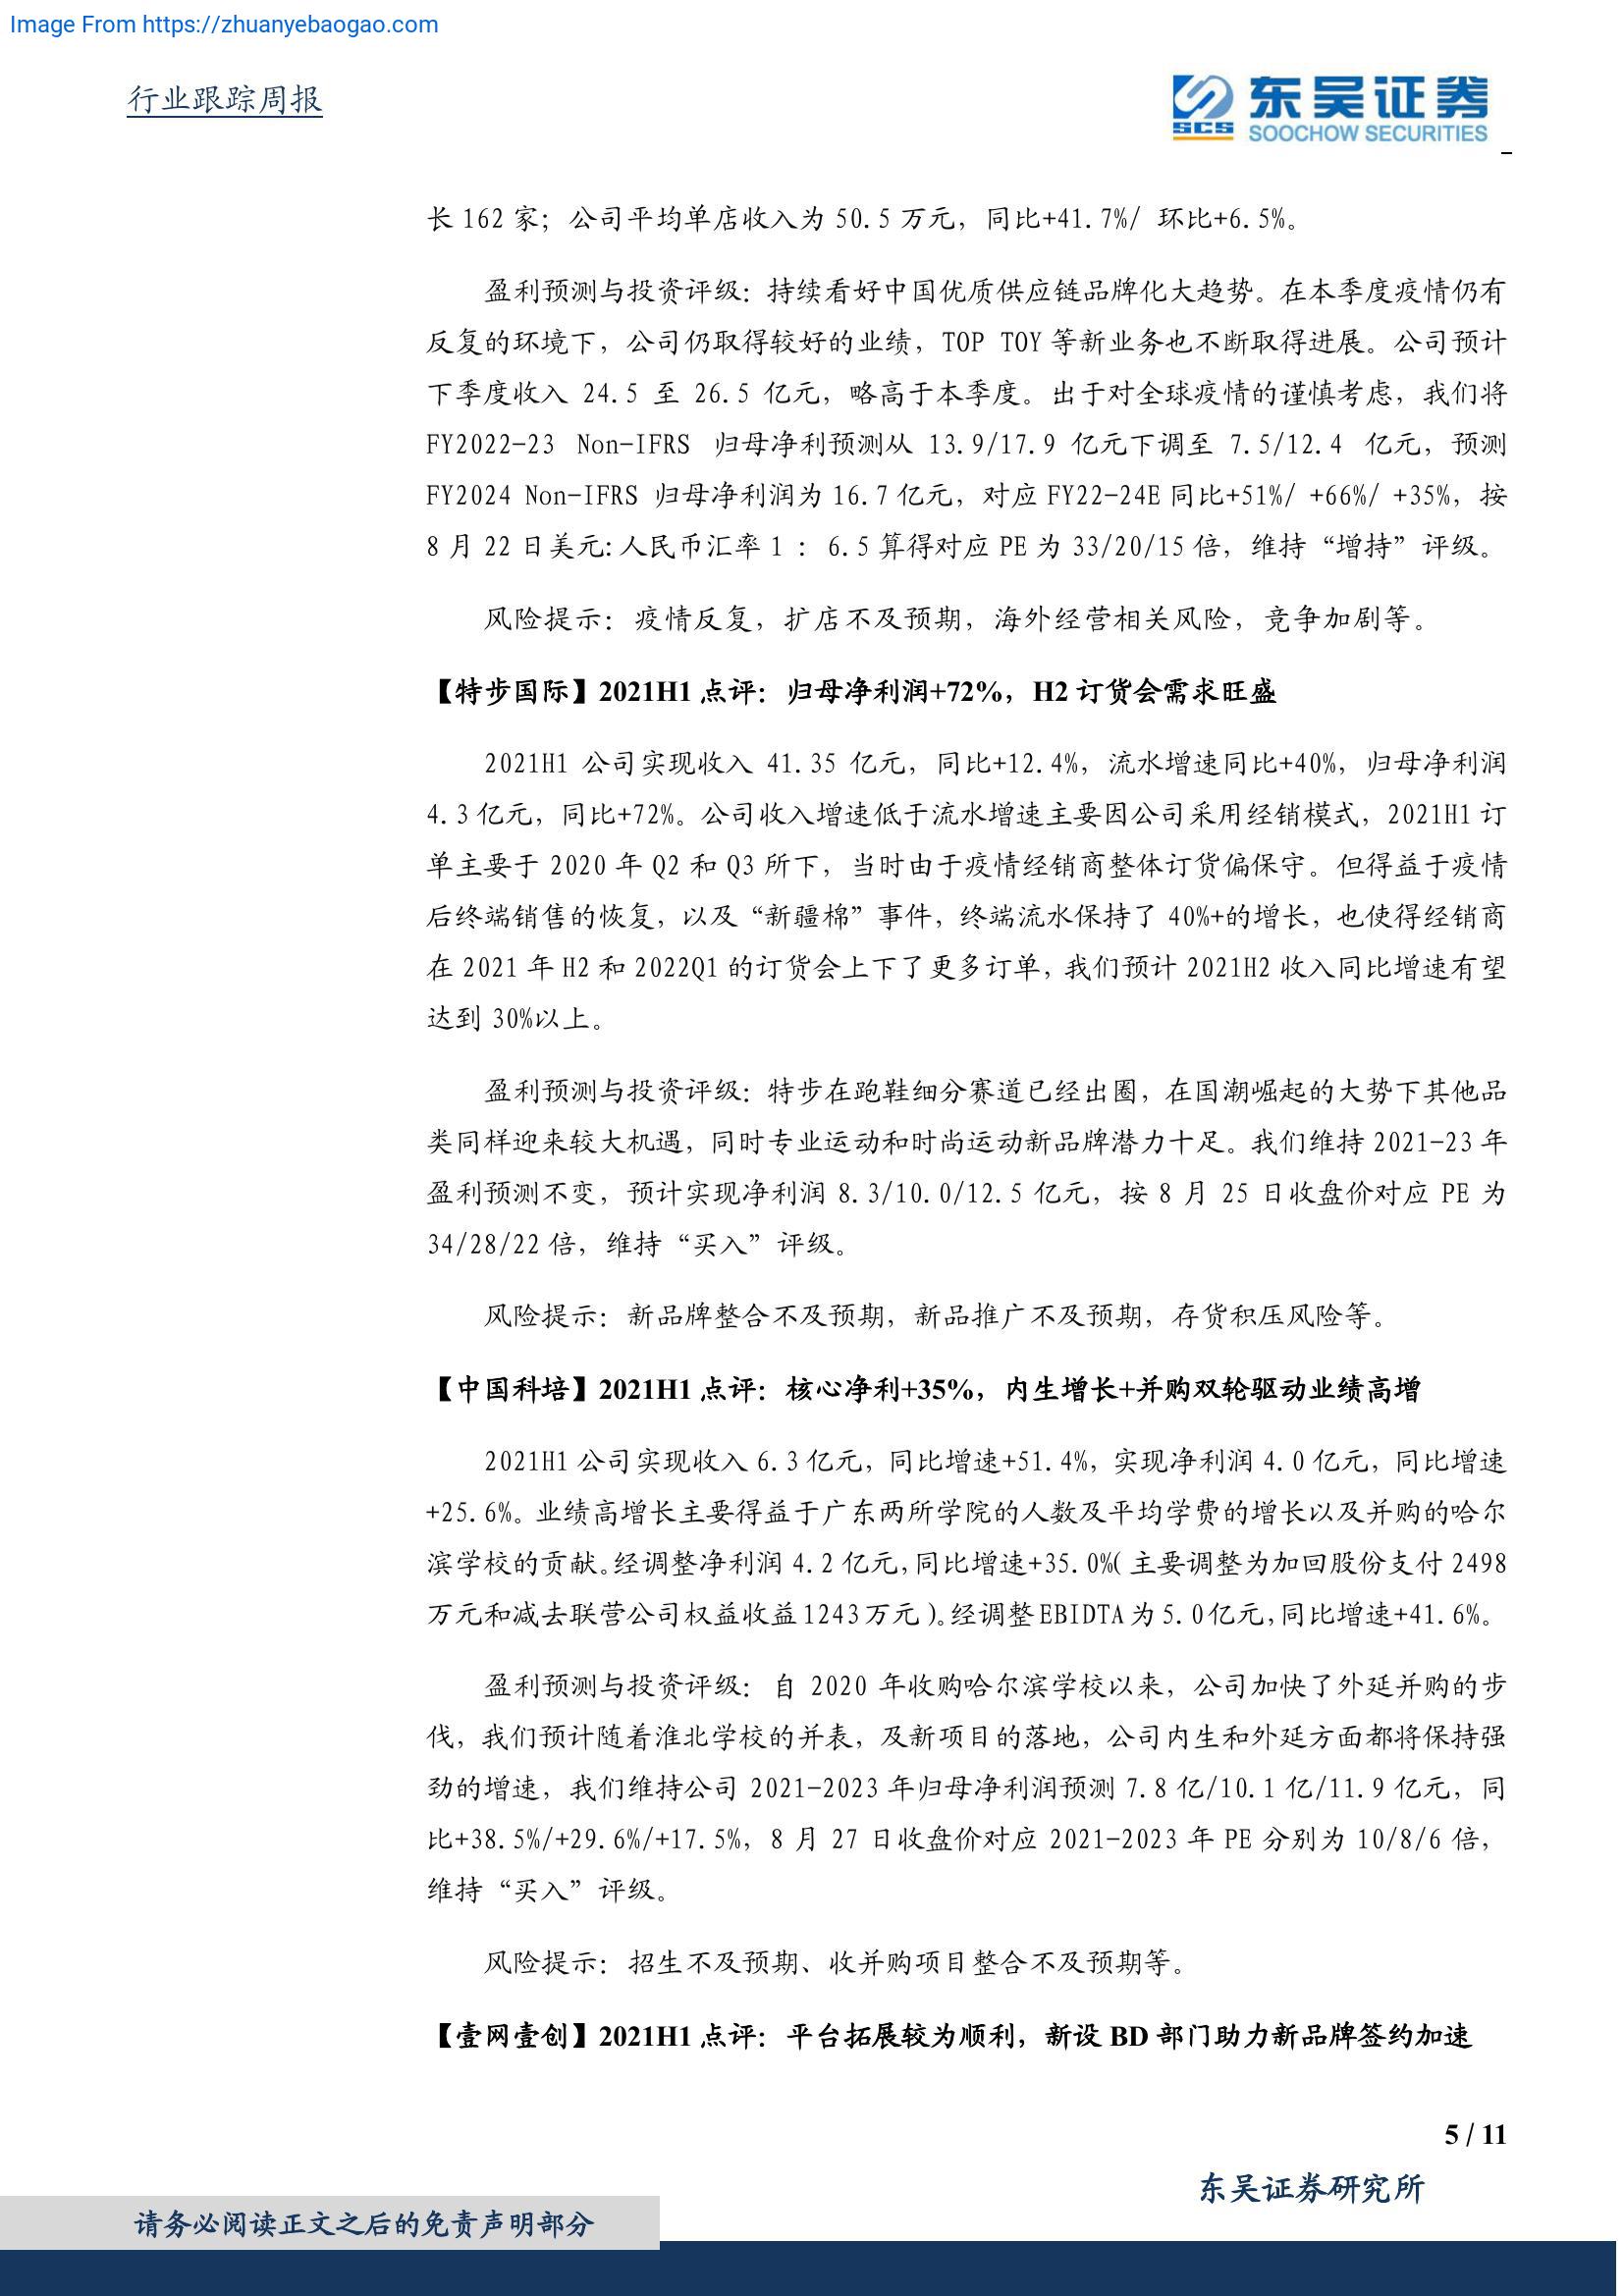 Image From https://zhuanyebaogao.com
行业跟踪周报
SCS
东吴证券
SOOCHOW SECURITIES
长 162 家；公司平均单店收入为 50.5 万元，同比+41.7%/ 环比+6.5%。
盈利预测与投资评级：持续看好中国优质供应链品牌化大趋势。在本季度疫情仍有
反复的环境下，公司仍取得较好的业绩，TOP TOY 等新业务也不断取得进展。公司预计
下季度收入 24.5 至 26.5 亿元，略高于本季度。出于对全球疫情的谨慎考虑，我们将
FY2022-23 Non-IFRS 归母净利预测从 13.9/17.9 亿元下调至 7.5/12.4 亿元，预测
FY2024 Non-IFRS 归母净利润为 16.7 亿元，对应 FY22-24E 同比+51%/ +66%/ +35%，按
8 月 22 日美元:人民币汇率 1 ： 6.5 算得对应 PE 为 33/20/15 倍，维持“增持”评级。
风险提示：疫情反复，扩店不及预期，海外经营相关风险，竞争加剧等。
【特步国际】2021H1 点评：归母净利润+72%，H2 订货会需求旺盛
2021H1 公司实现收入 41.35 亿元，同比+12.4%，流水增速同比+40%，归母净利润
4.3 亿元，同比+72%。公司收入增速低于流水增速主要因公司采用经销模式，2021H1 订
单主要于 2020 年 Q2 和 Q3 所下，当时由于疫情经销商整体订货偏保守。但得益于疫情
后终端销售的恢复，以及“新疆棉”事件，终端流水保持了 40%+的增长，也使得经销商
在 2021 年 H2 和 2022Q1 的订货会上下了更多订单，我们预计 2021H2 收入同比增速有望
达到 30%以上。
盈利预测与投资评级：特步在跑鞋细分赛道已经出圈，在国潮崛起的大势下其他品
类同样迎来较大机遇，同时专业运动和时尚运动新品牌潜力十足。我们维持 2021-23 年
盈利预测不变，预计实现净利润 8.3/10.0/12.5 亿元，按 8 月 25 日收盘价对应 PE 为
34/28/22 倍，维持“买入”评级。
风险提示：新品牌整合不及预期，新品推广不及预期，存货积压风险等。
【中国科培】2021H1 点评：核心净利+35%，内生增长+并购双轮驱动业绩高增
2021H1 公司实现收入 6.3 亿元，同比增速+51.4%，实现净利润 4.0 亿元，同比增速
+25.6%。业绩高增长主要得益于广东两所学院的人数及平均学费的增长以及并购的哈尔
滨学校的贡献。经调整净利润 4.2 亿元，同比增速+35.0%（主要调整为加回股份支付 2498
万元和减去联营公司权益收益 1243 万元）。经调整 EBIDTA 为 5.0 亿元，同比增速+41.6%。
盈利预测与投资评级：自 2020 年收购哈尔滨学校以来，公司加快了外延并购的步
伐，我们预计随着淮北学校的并表，及新项目的落地，公司内生和外延方面都将保持强
劲的增速，我们维持公司 2021-2023 年归母净利润预测 7.8 亿/10.1 亿/11.9 亿元，同
比+38.5%/+29.6%/+17.5%，8 月 27 日收盘价对应 2021-2023 年 PE 分别为 10/8/6 倍，
维持“买入”评级。
风险提示：招生不及预期、收并购项目整合不及预期等。
【壹网壹创】2021H1 点评：平台拓展较为顺利，新设 BD 部门助力新品牌签约加速
5 / 11
东吴证券研究所
请务必阅读正文之后的免责声明部分